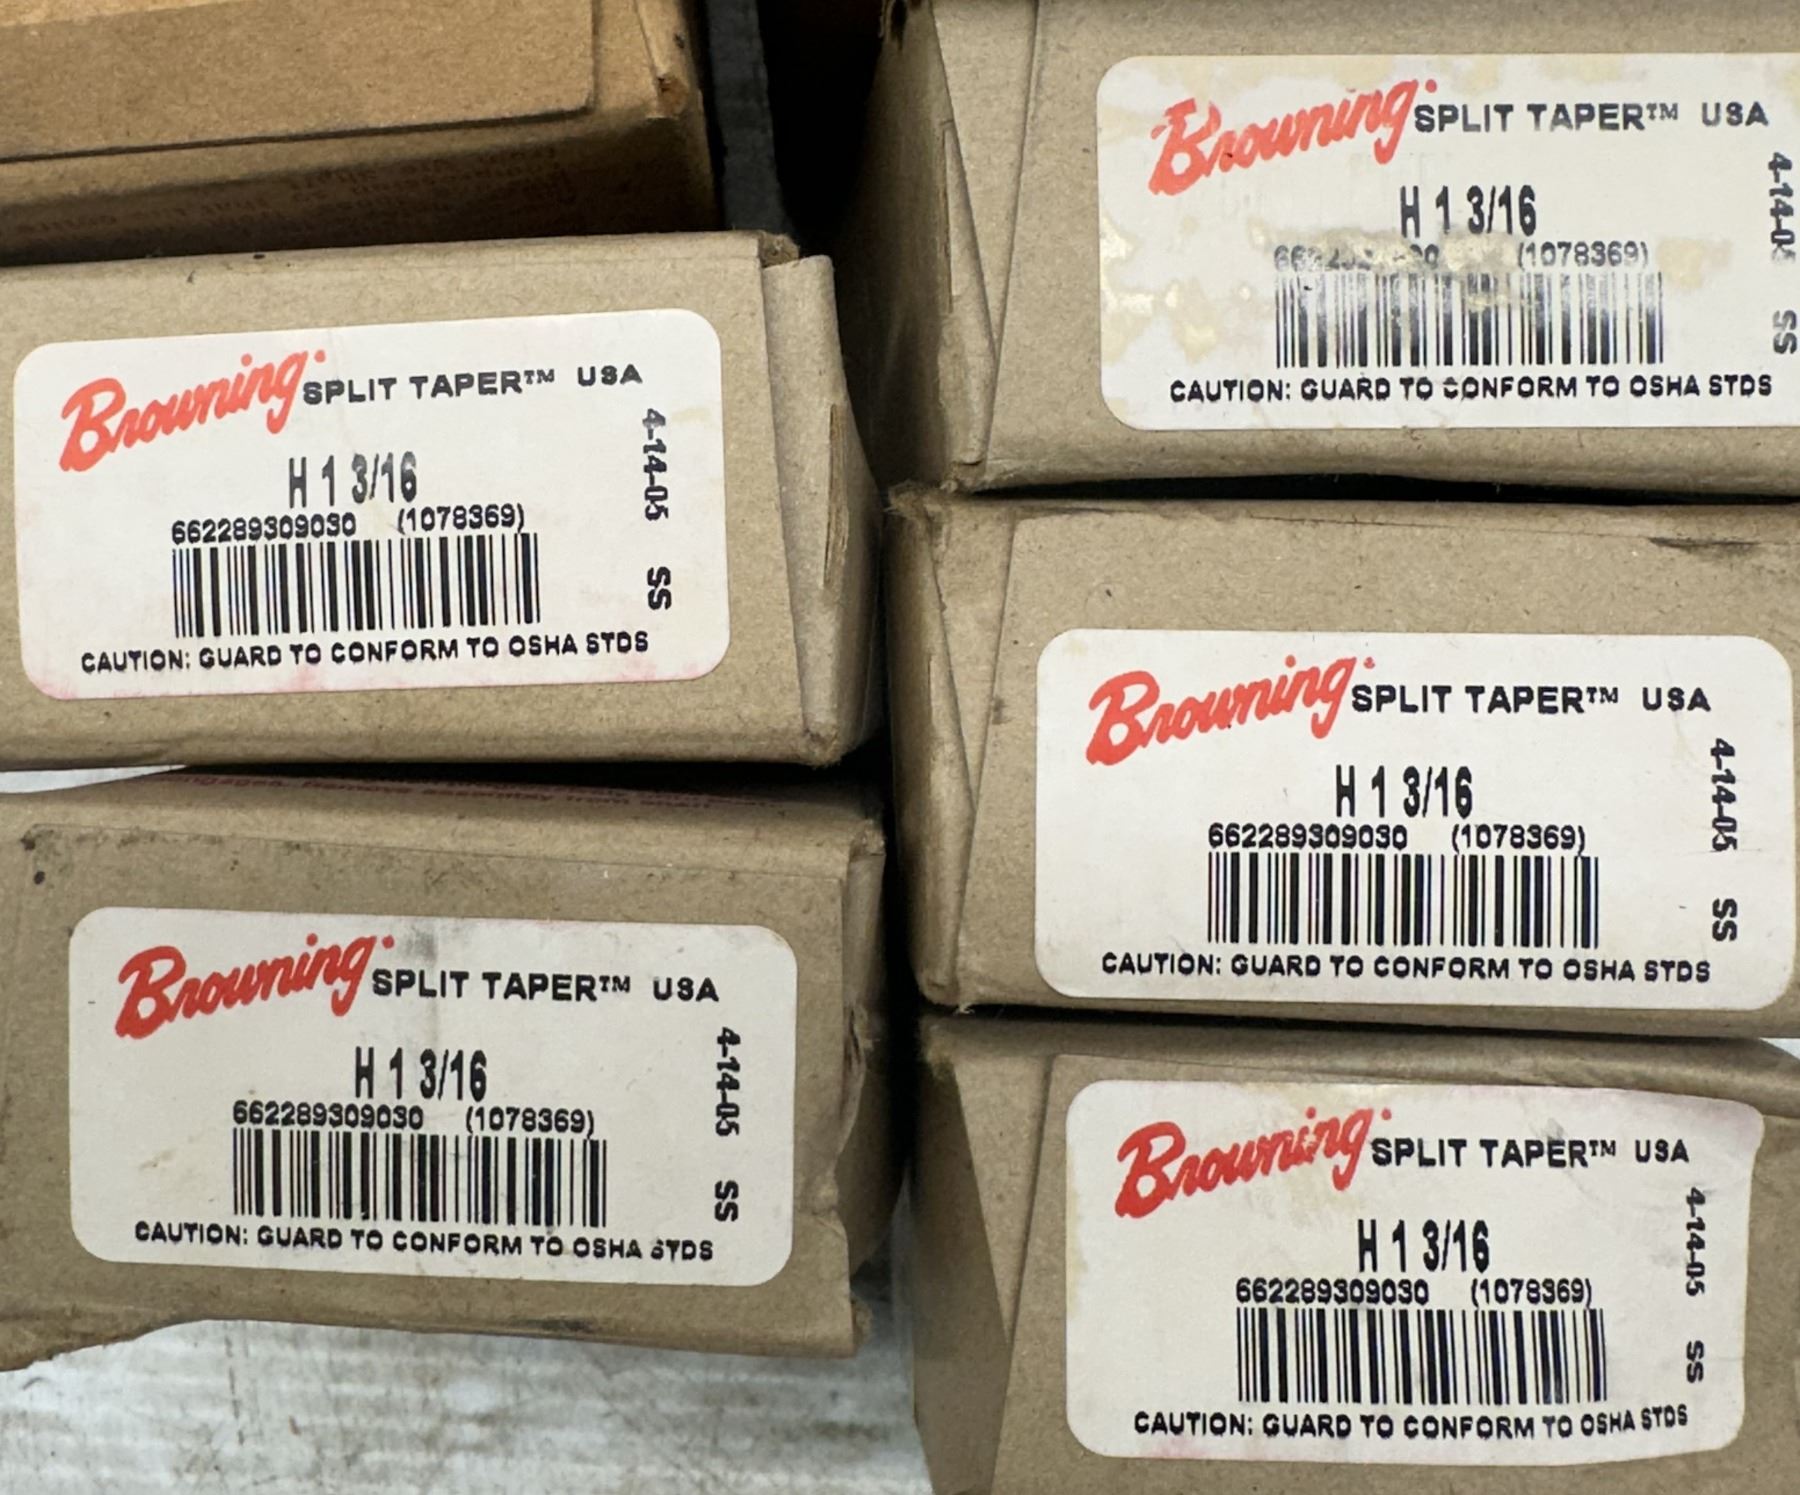 Browning SPLIT TAPER™ USA
H 1 3/16
662289309030 (1078369)
CAUTION: GUARD TO CONFORM TO OSHA STDS
4-14-05 SS
Browning SPLIT TAPER™ USA
H 1 3/16
662289309030 (1078369)
CAUTION: GUARD TO CONFORM TO OSHA STDS
4-14-05 SS
Browning SPLIT TAPER™ USA
H 1 3/16
(1078369)
CAUTION: GUARD TO CONFORM TO OSHA STDS
4-14-05 SS
Browning SPLIT TAPER™ USA
H 1 3/16
662289309030 (1078369)
CAUTION: GUARD TO CONFORM TO OSHA STDS
4-14-05 SS
Browning SPLIT TAPER™ USA
H 1 3/16
662289309030 (1078369)
CAUTION: GUARD TO CONFORM TO OSHA STDS
4-14-05 SS